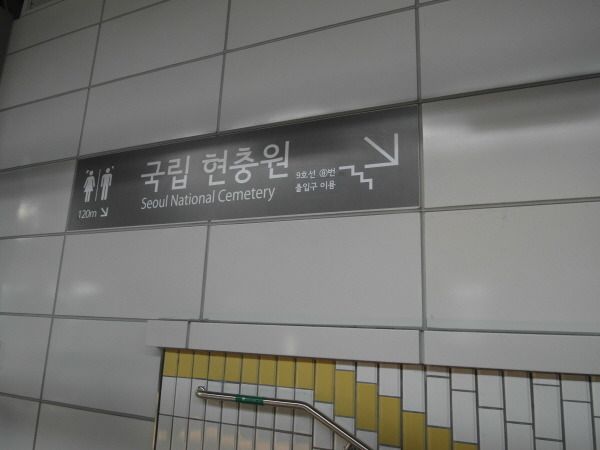 국립 현충원
Seoul National Cemetery
9호선 ⑧번
출입구 이용
120m